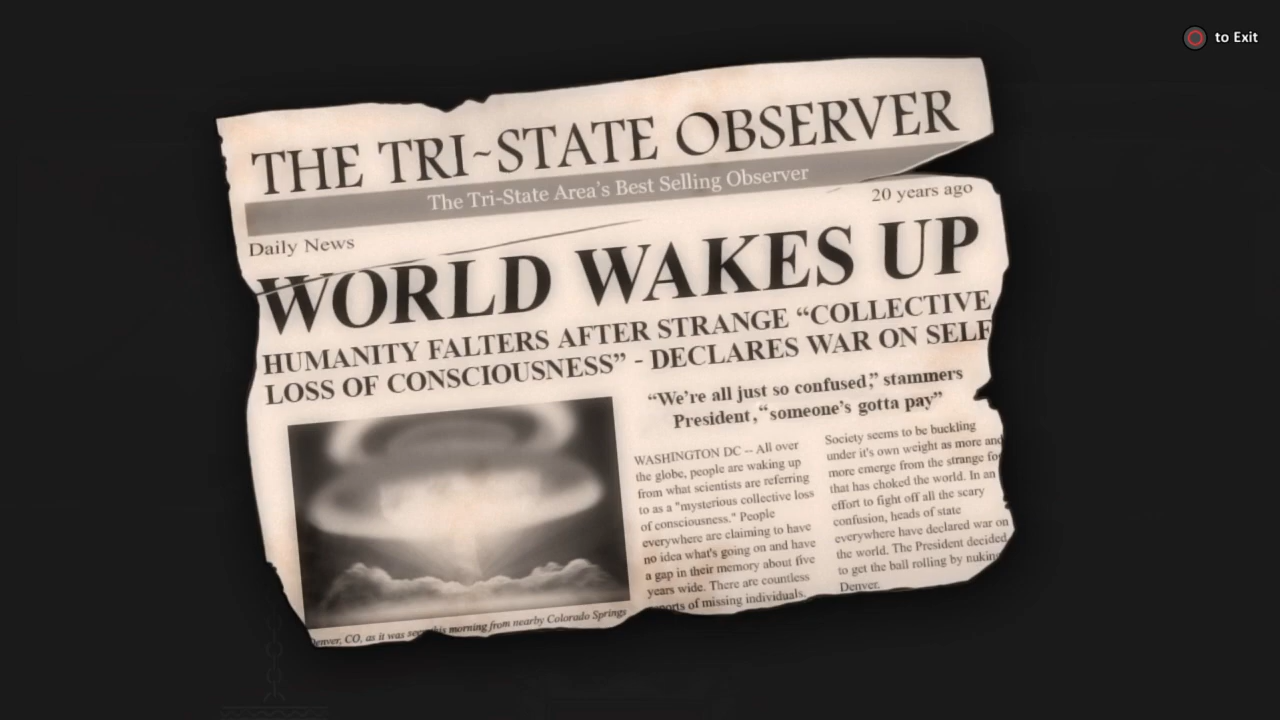 to Exit
THE TRI~STATE OBSERVER
The Tri-State Area's Best Selling Observer
20 years ago
Daily News
WORLD WAKES UP
HUMANITY FALTERS AFTER STRANGE “COLLECTIVE
LOSS OF CONSCIOUSNESS” - DECLARES WAR ON SELF
“We're all just so confused,” stammers
President, “someone's gotta pay”
WASHINGTON DC -- All over
the globe, people are waking up
from what scientists are referring
to as a "mysterious collective loss
of consciousness." People
everywhere are claiming to have
no idea what's going on and have
a gap in their memory about five
years wide. There are countless
of missing individuals.
Society seems to be buckling
under it's own weight as more and
more emerge from the strange
that has choked the world. In an
effort to fight off all the scary
confusion, heads of state
everywhere have declared war on
the world. The President decided
to get the ball rolling by nuking
Denver.
Denver, CO, as it was seen this morning from nearby Colorado Springs